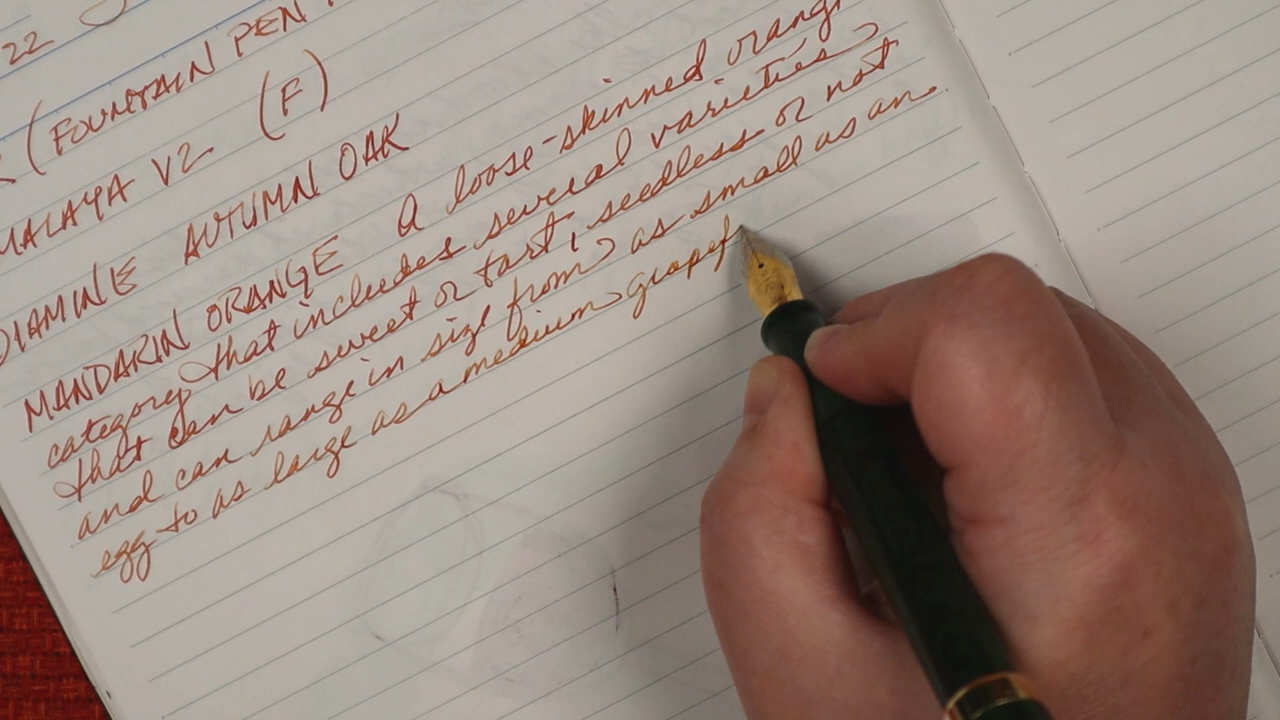 22
(FOUNTAIN PEN
MALAYA V2 (F)
DIAMINE AUTUMN OAK
MANDARIN ORANGE A loose-skinned orang
category that includes several varieties
that can be sweet or tart, seedless or not
and can range in size from as small as an
egg to as large as a medium grapef